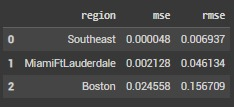 region mse rmse
0 Southeast 0.000048 0.006937
1 MiamiFtLauderdale 0.002128 0.046134
2 Boston 0.024558 0.156709